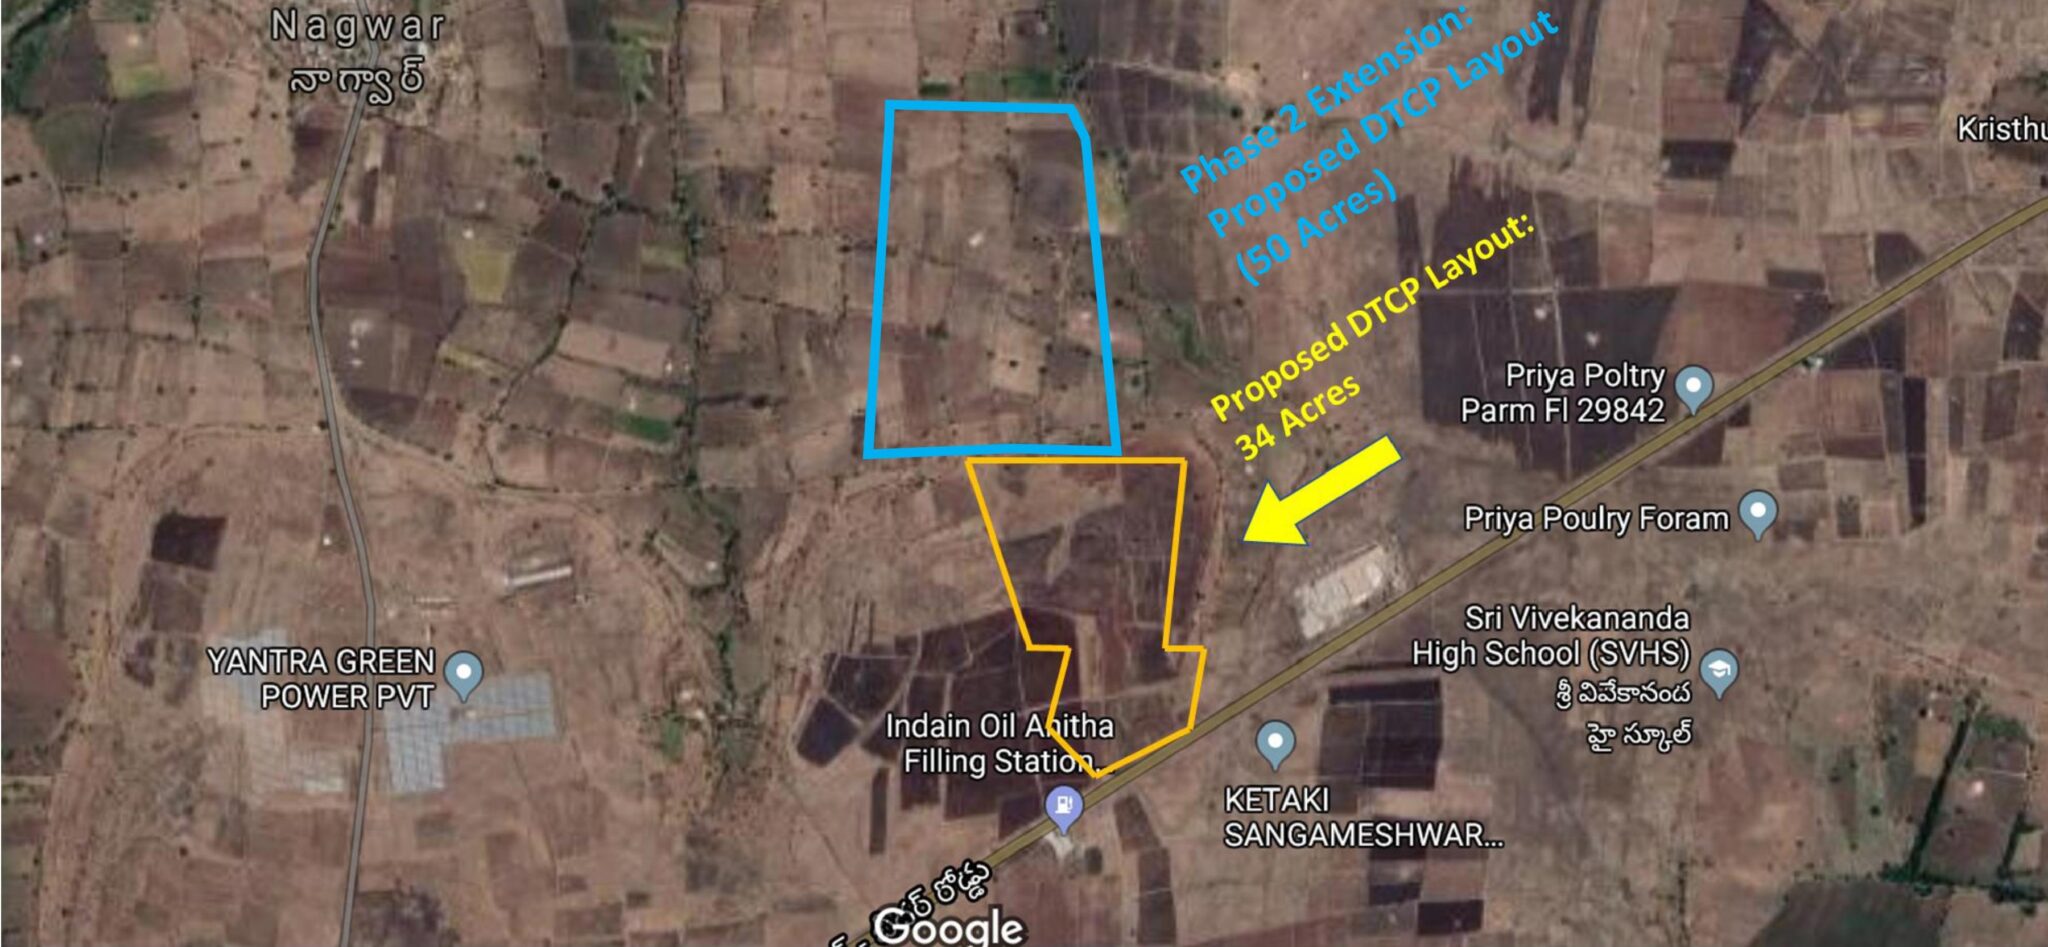 Nagwar
నాగ్వార్
Phase 2 Extension:
Proposed DTCP Layout
(50 Acres)
Kristhu
Proposed DTCP Layout:
34 Acres
Priya Poltry
Parm Fl 29842
Priya Poulry Foram
Sri Vivekananda
High School (SVHS)
శ్రీ వివేకానంద
హై స్కూల్
YANTRA GREEN
POWER PVT
Indain Oil Anitha
Filling Station...
KETAKI
SANGAMESHWAR...
రోడ్డు
Google